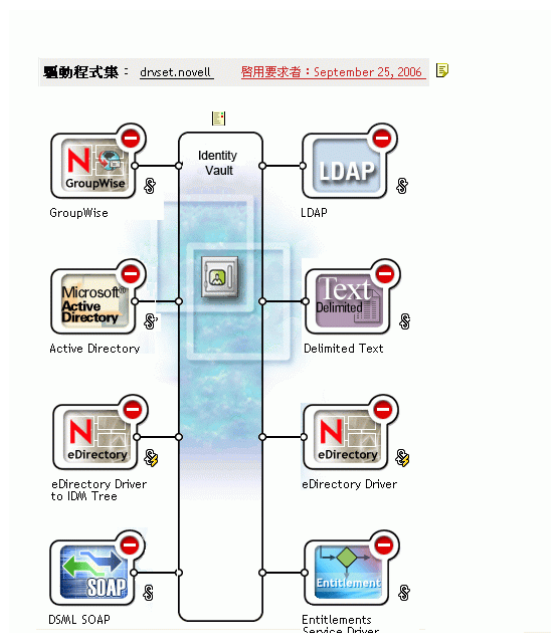 驅動程式集： drvset.novell 啓用要求者：September 25, 2006
Identity
Vault
N
GroupWise
GroupWise
LDAP
LDAP
Microsoft®
Active
Directory
Active Directory
Text
Delimited
Delimited Text
N
eDirectory
eDirectory Driver
to IDM Tree
N
eDirectory
eDirectory Driver
SOAP
DSML SOAP
Entitlement
Entitlements
Service Driver